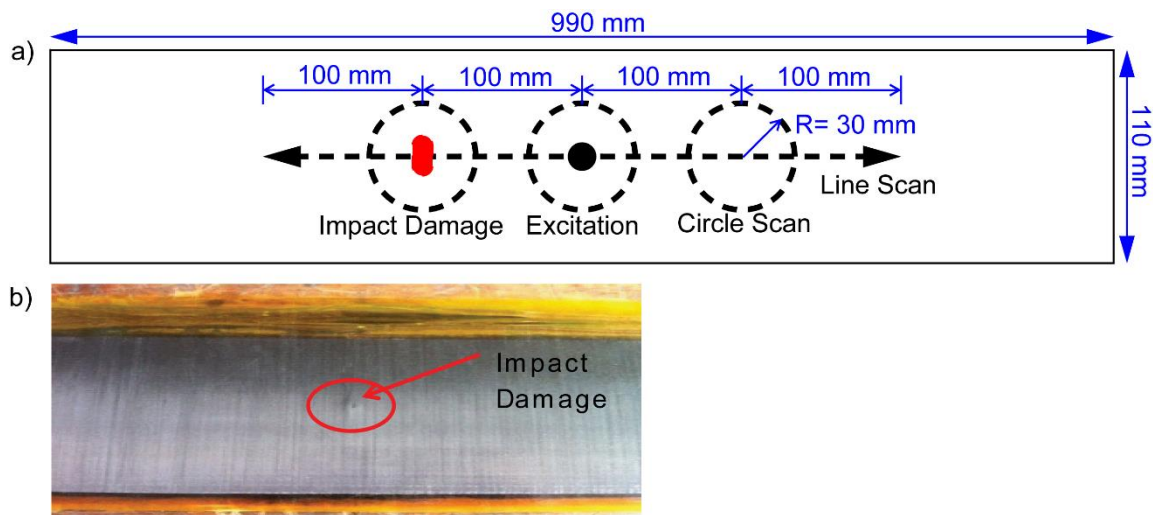 990 mm
a)
100 mm 100 mm 100 mm 100 mm
R= 30 mm
110 mm
Line Scan
Impact Damage Excitation Circle Scan
b)
Impact
Damage